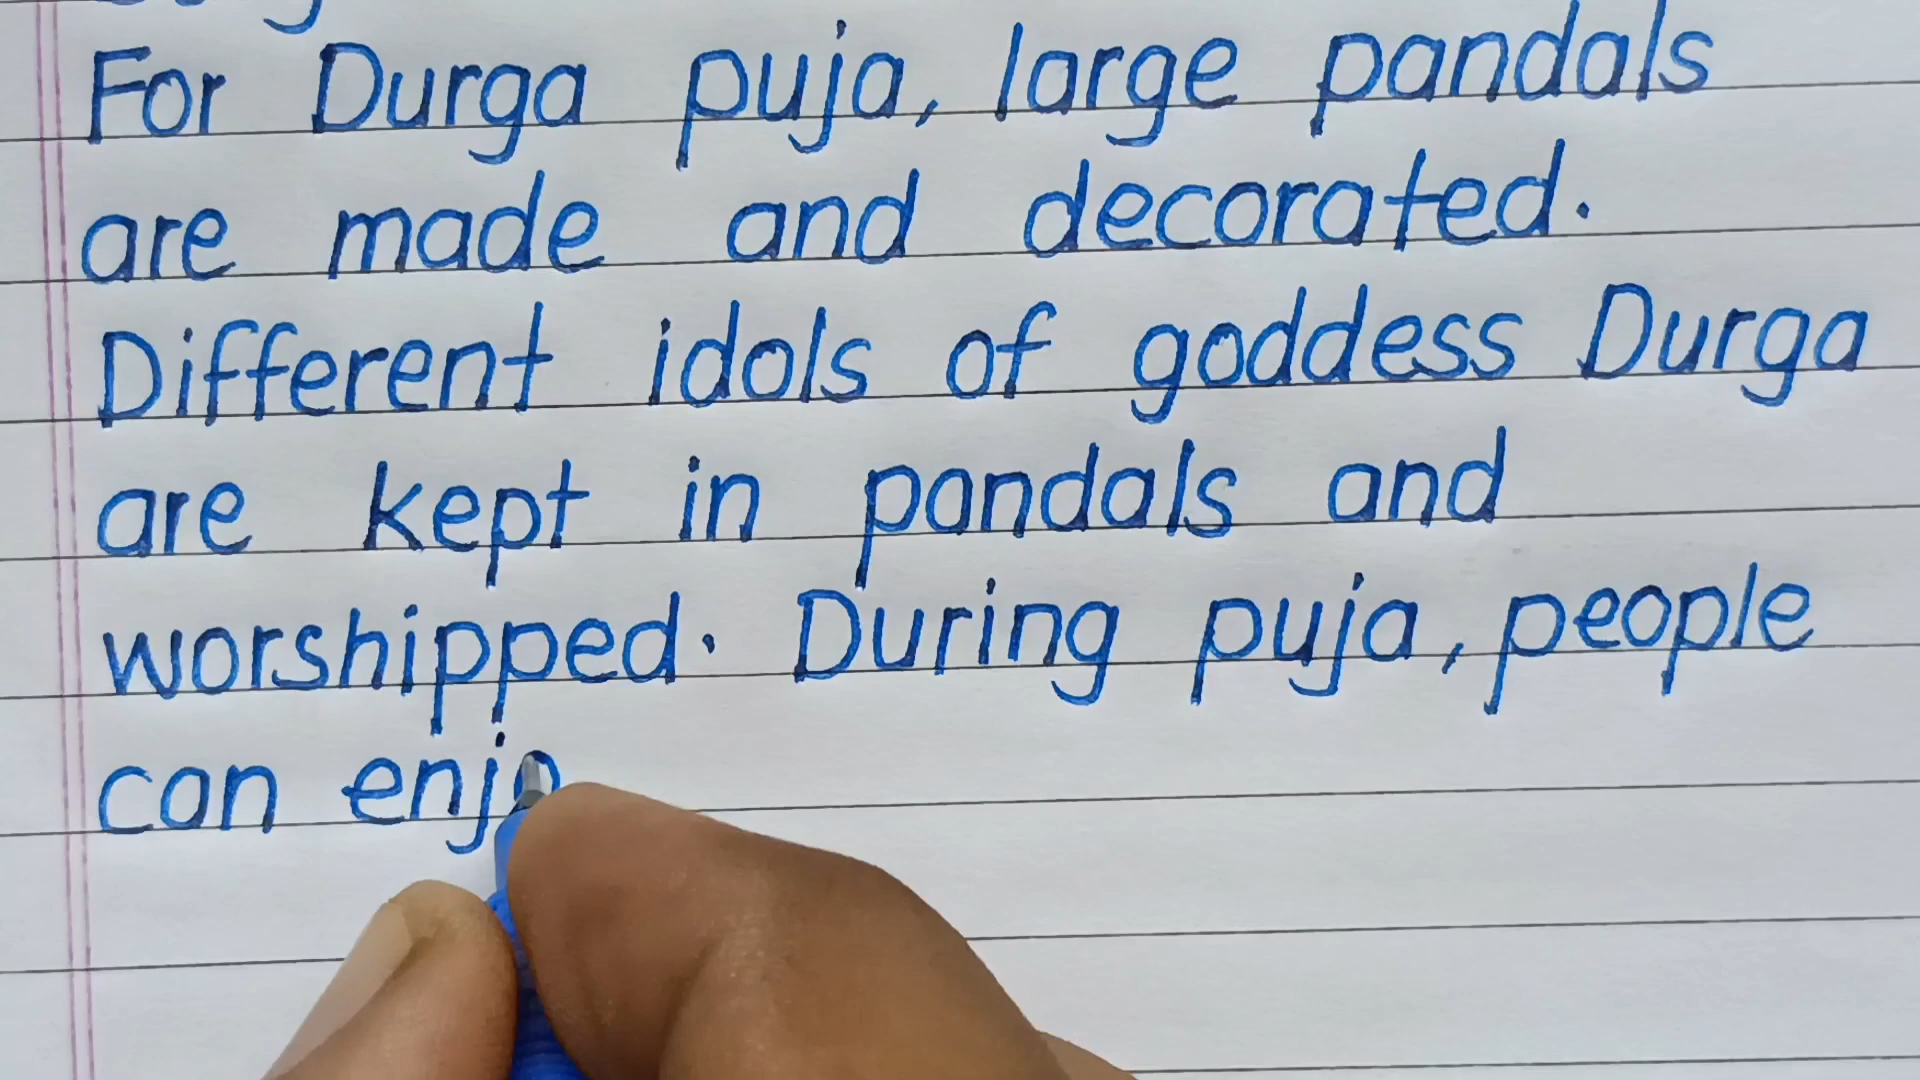 For Durga puja, large pandals
are made and decorated.
Different idols of goddess Durga
are kept in pandals and
worshipped. During puja, people
can enjo